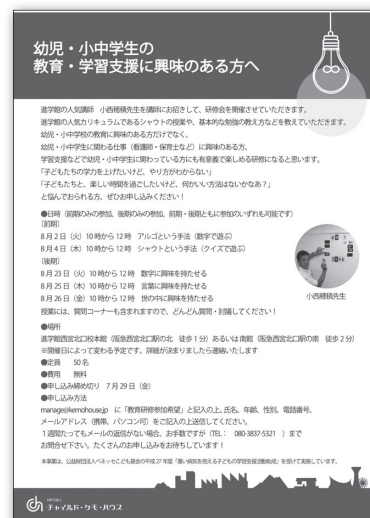 幼児・小中学生の
教育・学習支援に興味のある方へ
進学館の人気講師　小西穂積先生を講師にお招きして、研修会を開催させていただきます。
進学館の人気カリキュラムであるシャウトの授業や、基本的な勉強の教え方などを教えていただきます。
幼児・小中学校の教育に興味のある方だけでなく、
幼児・小中学生に関わる仕事（看護師・保育士など）に興味のある方、
学習支援などで幼児・小中学生に関わっている方にも有意義で楽しめる研修になると思います。
「子どもたちの学力を上げたいけど、やり方がわからない」
「子どもたちと、楽しい時間を過ごしたいけど、何かいい方法はないかなあ？」
と悩んでおられる方、ぜひお申し込みください！
●日時（前期のみの参加、後期のみの参加、前期・後期ともに参加のいずれも可能です）
〔前期〕
8月2日（火）10時から12時　アルゴという手法（数字で遊ぶ）
8月4日（木）10時から12時　シャウトという手法（クイズで遊ぶ）
〔後期〕
8月23日（火）10時から12時　数字に興味を持たせる
8月25日（木）10時から12時　言葉に興味を持たせる
8月26日（金）10時から12時　世の中に興味を持たせる
小西穂積先生
授業には、質問コーナーも含まれますので、どんどん質問・討議してください！
●場所
進学館西宮北口校本館（阪急西宮北口駅の北　徒歩1分）あるいは南館（阪急西宮北口駅の南　徒歩2分）
※開催日によって変わる予定です。詳細が決まりましたら連絡いたします
●定員　50名
●費用　無料
●申し込み締め切り　7月29日（金）
●申し込み方法
manage@kemohouse.jp　に「教育研修参加希望」と記入の上、氏名、年齢、性別、電話番号、
メールアドレス（携帯、パソコン可）をご記入の上送信してください。
1週間たってもメールの返信がない場合、お手数ですが（TEL：　080-3837-5321　）まで
お問合せ下さい。たくさんのお申し込みをお待ちしています！
本事業は、公益財団法人ベネッセこども基金の平成27年度「重い病気を抱える子どもの学習支援活動助成」を受けて実施しています。
チャイルド・ケモ・ハウス